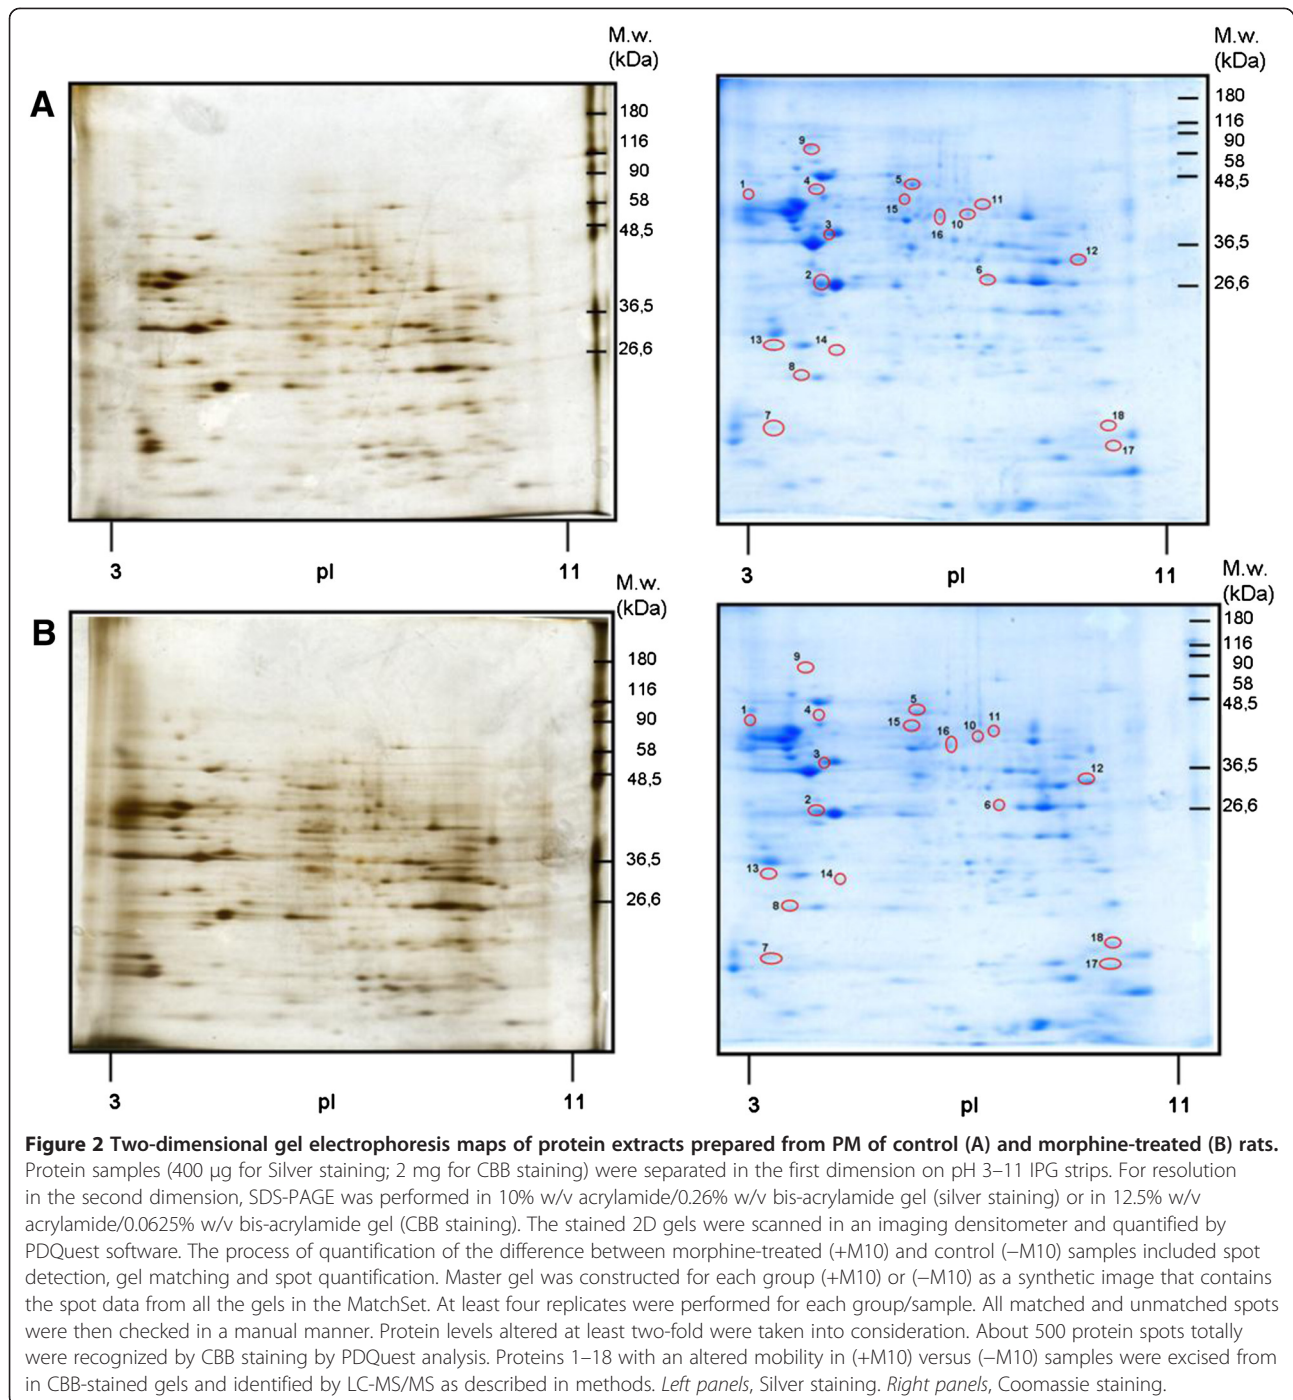 A
M.w.
(kDa)
180
116
90
58
48,5
36,5
26,6
3 pI 11
M.w.
(kDa)
180
116
90
58
48,5
36,5
26,6
9
4
1
5
15
16
10
11
3
12
2
6
13
14
8
7
18
17
3 pI 11
B
M.w.
(kDa)
180
116
90
58
48,5
36,5
26,6
3 pI 11
M.w.
(kDa)
180
116
90
58
48,5
36,5
26,6
9
1
4
5
15
16
10
11
3
12
2
6
13
14
8
7
18
17
3 pI 11
Figure 2 Two-dimensional gel electrophoresis maps of protein extracts prepared from PM of control (A) and morphine-treated (B) rats.
Protein samples (400 μg for Silver staining; 2 mg for CBB staining) were separated in the first dimension on pH 3–11 IPG strips. For resolution
in the second dimension, SDS-PAGE was performed in 10% w/v acrylamide/0.26% w/v bis-acrylamide gel (silver staining) or in 12.5% w/v
acrylamide/0.0625% w/v bis-acrylamide gel (CBB staining). The stained 2D gels were scanned in an imaging densitometer and quantified by
PDQuest software. The process of quantification of the difference between morphine-treated (+M10) and control (−M10) samples included spot
detection, gel matching and spot quantification. Master gel was constructed for each group (+M10) or (−M10) as a synthetic image that contains
the spot data from all the gels in the MatchSet. At least four replicates were performed for each group/sample. All matched and unmatched spots
were then checked in a manual manner. Protein levels altered at least two-fold were taken into consideration. About 500 protein spots totally
were recognized by CBB staining by PDQuest analysis. Proteins 1–18 with an altered mobility in (+M10) versus (−M10) samples were excised from
in CBB-stained gels and identified by LC-MS/MS as described in methods. Left panels, Silver staining. Right panels, Coomassie staining.